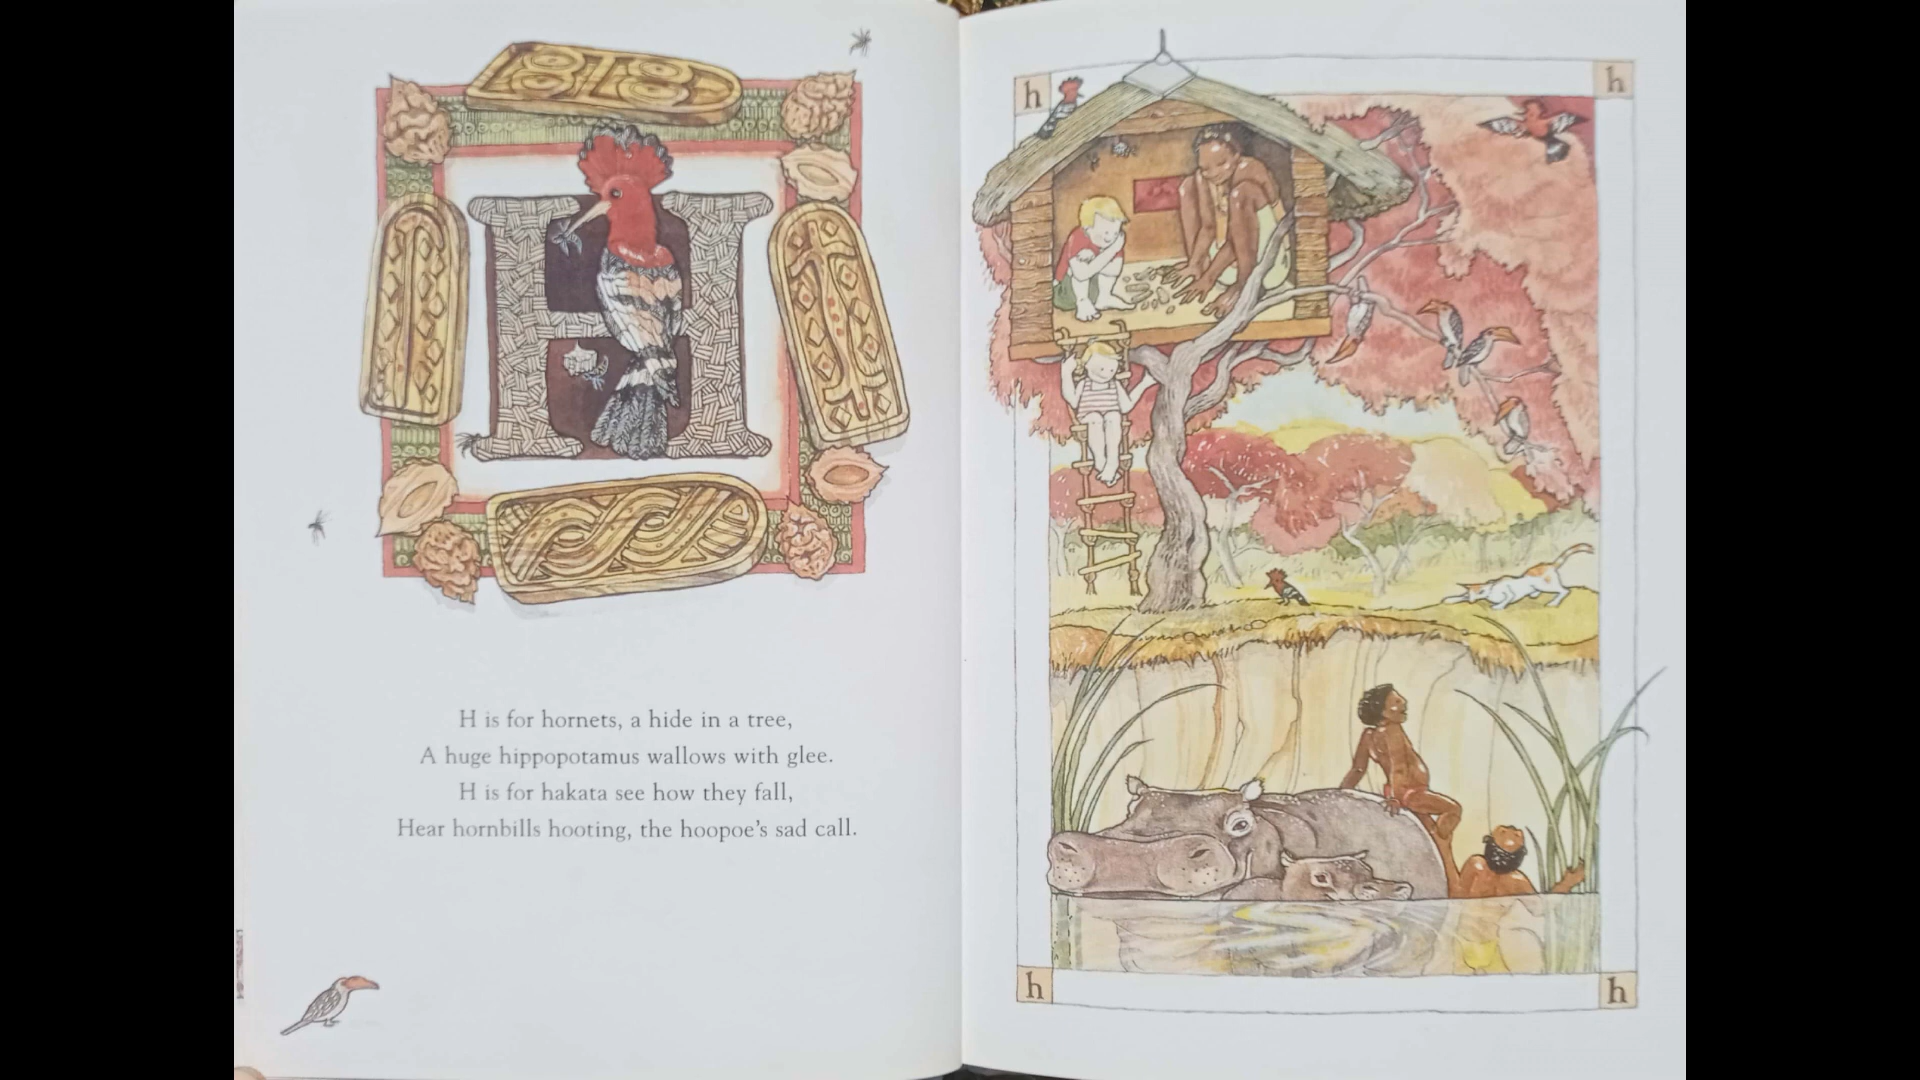 H
H is for hornets, a hide in a tree,
A huge hippopotamus wallows with glee.
H is for hakata see how they fall,
Hear hornbills hooting, the hoopoe's sad call.
h
h
h
h